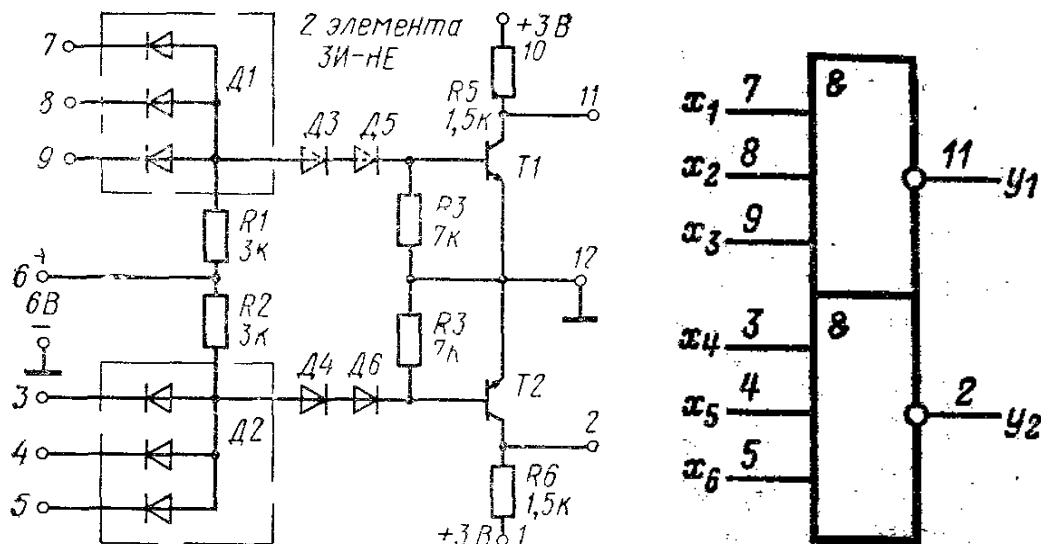 2 элемента
3И-НЕ
+3 В
10
7
8
9
Д1
Д3
Д5
R5
1,5к
11
T1
R1
3к
R3
7к
6
+
6В
−
12
R2
3к
R3
7к
3
4
5
Д2
Д4
Д6
T2
2
R6
1,5к
+3 В
1
&
x1
7
x2
8
x3
9
11
y1
&
x4
3
x5
4
x6
5
2
y2